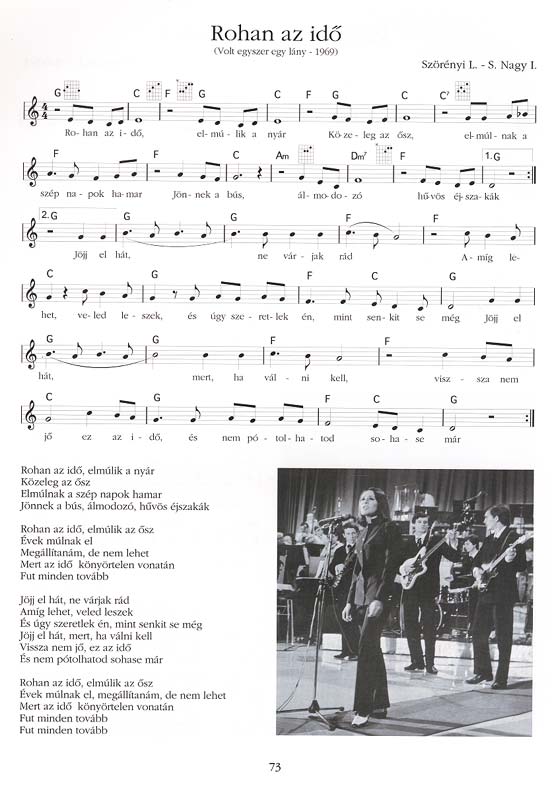 Rohan az idő
(Volt egyszer egy lány - 1969)
Szörényi L. - S. Nagy I.
G C F G F C C7
Ro- han az i- dő, el- mú- lik a nyár Kö- ze- leg az ősz, el- múl- nak a
F G F C Am Dm7 F 1. G
szép na- pok ha- mar Jön- nek a bús, ál- mo- do- zó hű- vös éj- sza- kák
2. G G G F F
Jöjj el hát, ne vár- jak rád A- míg le-
C G F C G
het, ve- led le- szek, és úgy sze- ret- lek én, mint sen- kit se még Jöjj el
G G F F
hát, mert, ha vál- ni kell, visz- sza nem
C G F C G
jő ez az i- dő, és nem pó- tol- ha- tod so- ha- se már
Rohan az idő, elmúlik a nyár
Közeleg az ősz
Elmúlnak a szép napok hamar
Jönnek a bús, álmodozó, hűvös éjszakák
Rohan az idő, elmúlik az ősz
Évek múlnak el
Megállítanám, de nem lehet
Mert az idő könyörtelen vonatán
Fut minden tovább
Jöjj el hát, ne várjak rád
Amíg lehet, veled leszek
És úgy szeretlek én, mint senkit se még
Jöjj el hát, mert, ha válni kell
Vissza nem jő, ez az idő
És nem pótolhatod sohase már
Rohan az idő, elmúlik az ősz
Évek múlnak el, megállítanám, de nem lehet
Mert az idő könyörtelen vonatán
Fut minden tovább
Fut minden tovább
73